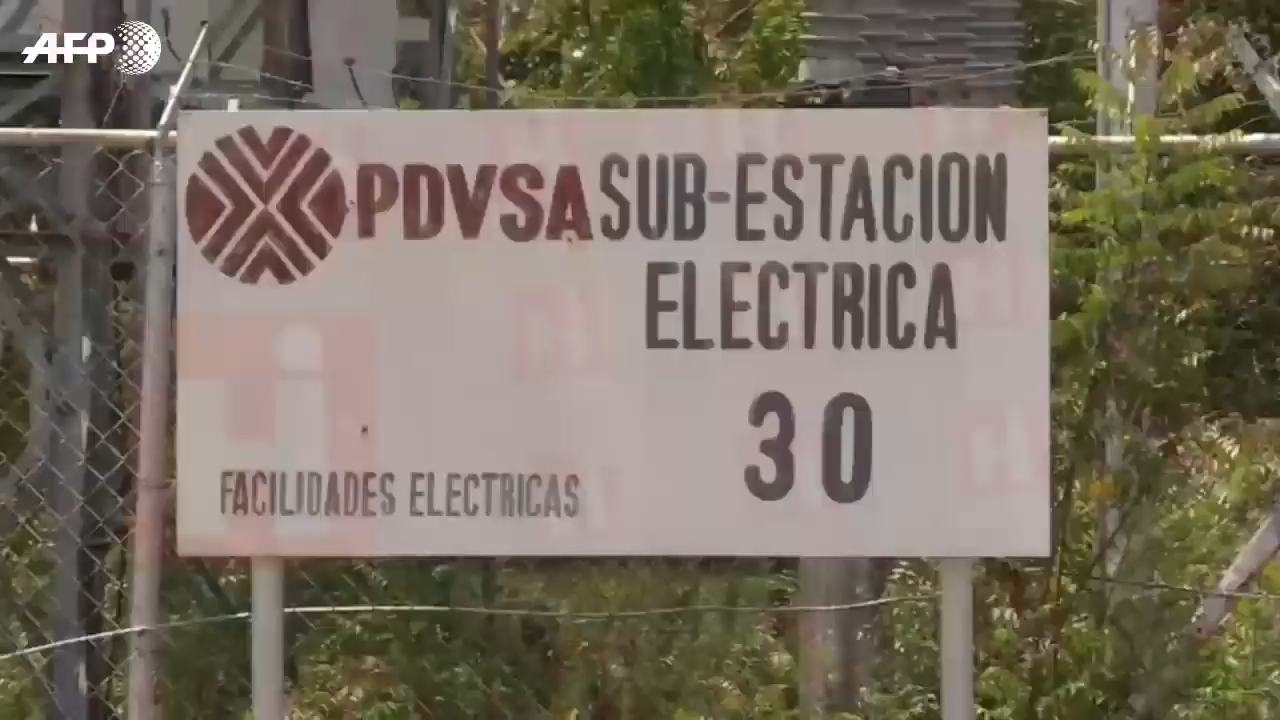 AFP
PDVSA SUB-ESTACION
ELECTRICA
30
FACILIDADES ELECTRICAS